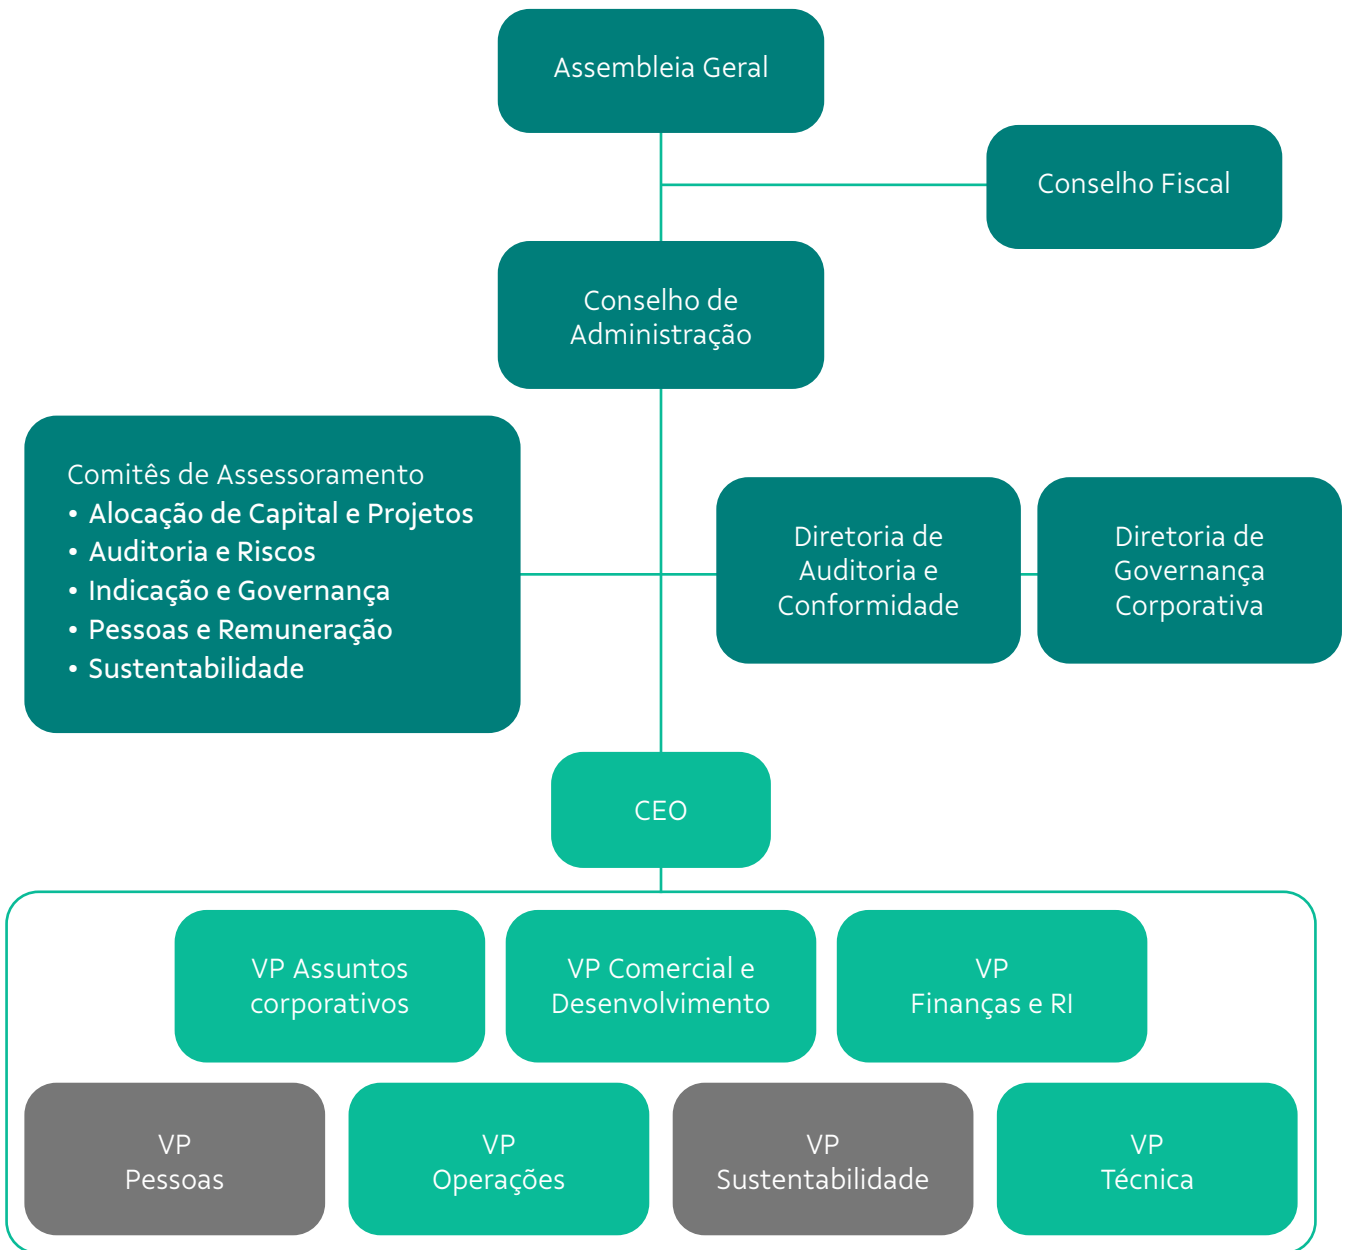 Assembleia Geral
Conselho Fiscal
Conselho de
Administração
Comitês de Assessoramento
• Alocação de Capital e Projetos
• Auditoria e Riscos
• Indicação e Governança
• Pessoas e Remuneração
• Sustentabilidade
Diretoria de
Auditoria e
Conformidade
Diretoria de
Governança
Corporativa
CEO
VP Assuntos
corporativos
VP Comercial e
Desenvolvimento
VP
Finanças e RI
VP
Pessoas
VP
Operações
VP
Sustentabilidade
VP
Técnica